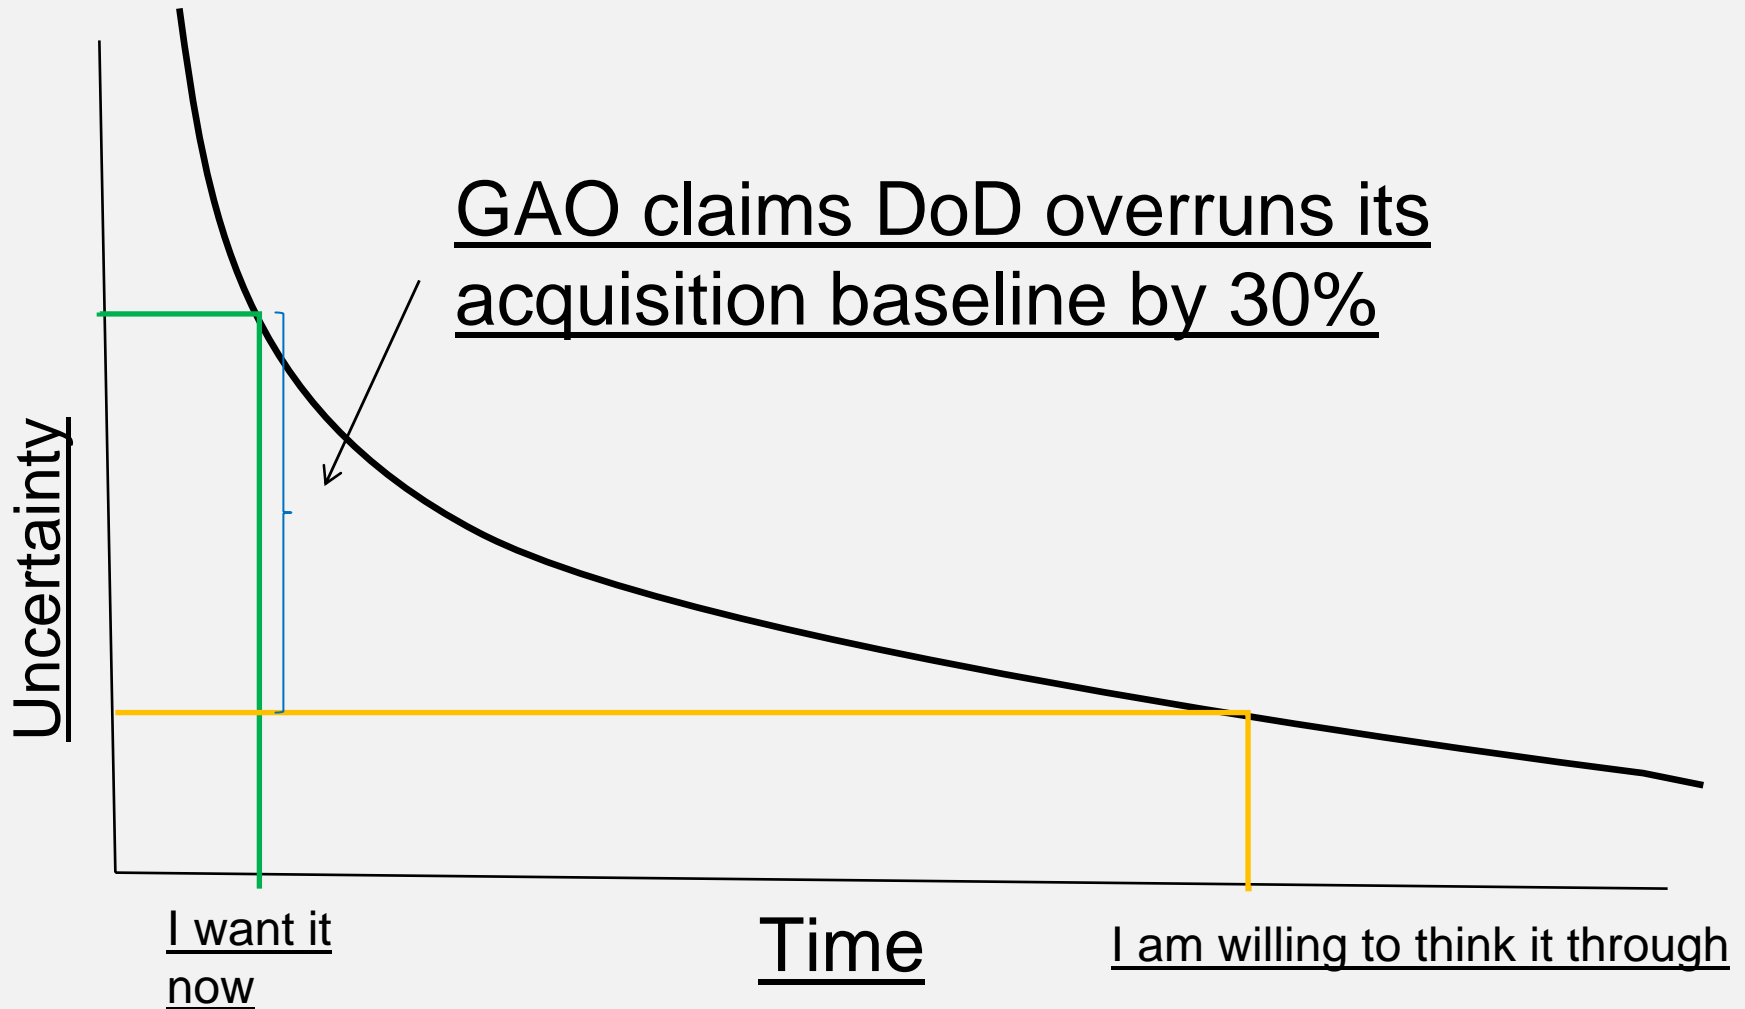 GAO claims DoD overruns its
acquisition baseline by 30%
Uncertainty
I want it
now
Time
I am willing to think it through